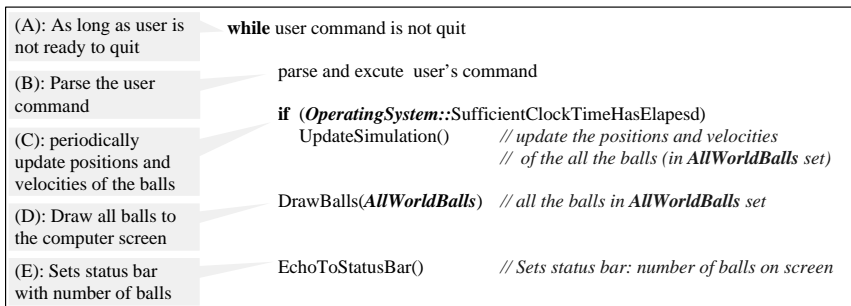 (A): As long as user is
not ready to quit
while user command is not quit
(B): Parse the user
command
parse and excute user's command
(C): periodically
update positions and
velocities of the balls
if (OperatingSystem::SufficientClockTimeHasElapesd)
UpdateSimulation() // update the positions and velocities
// of the all the balls (in AllWorldBalls set)
(D): Draw all balls to
the computer screen
DrawBalls(AllWorldBalls) // all the balls in AllWorldBalls set
(E): Sets status bar
with number of balls
EchoToStatusBar() // Sets status bar: number of balls on screen